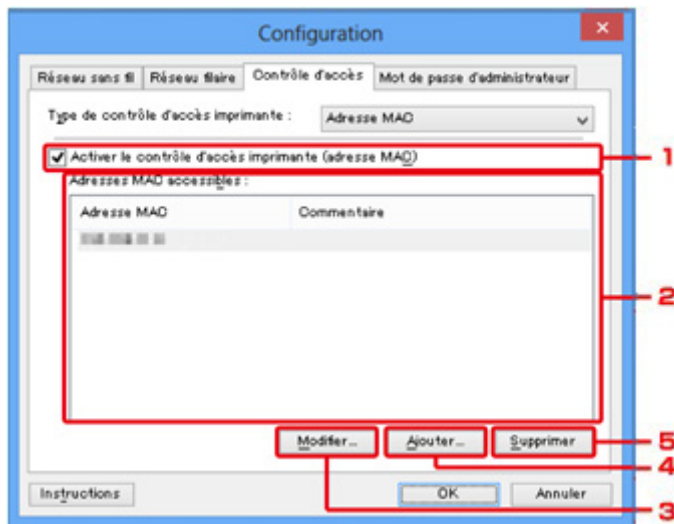 Configuration
Réseau sans fil Réseau filaire Contrôle d'accès Mot de passe d'administrateur
Type de contrôle d'accès imprimante : Adresse MAC
Activer le contrôle d'accès imprimante (adresse MAC) 1
Adresses MAC accessibles :
Adresse MAC Commentaire
2
Modifier... Ajouter... Supprimer 5
4
Instructions OK Annuler
3